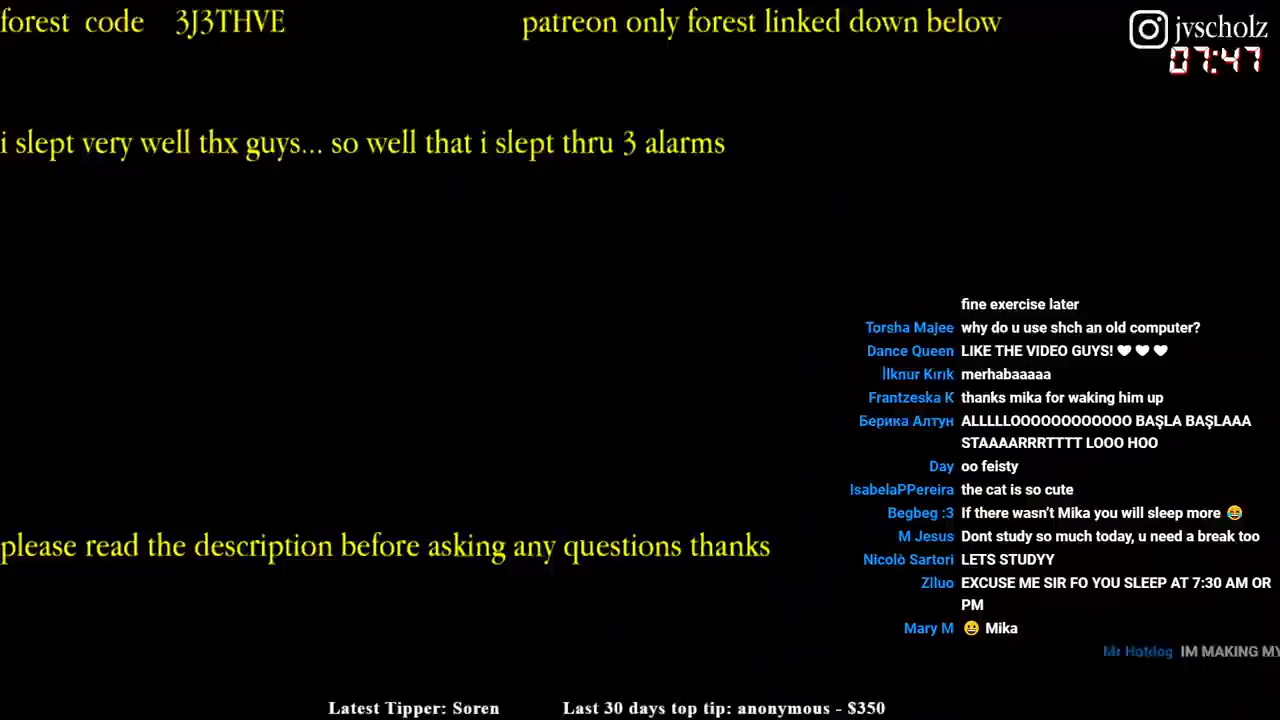 forest code 3J3THVE
patreon only forest linked down below
jvscholz
07:47
i slept very well thx guys... so well that i slept thru 3 alarms
fine exercise later
Torsha Majee why do u use shch an old computer?
Dance Queen LIKE THE VIDEO GUYS! 🤍 🤍 🤍
İlknur Kırık merhabaaaaa
Frantzeska K thanks mika for waking him up
Берика Алтун ALLLLLOOOOOOOOOOOO BAŞLA BAŞLAAA
STAAAARRRTTTT LOOO HOO
Day oo feisty
IsabelaPPereira the cat is so cute
Begbeg :3 If there wasn’t Mika you will sleep more 😂
M Jesus Dont study so much today, u need a break too
please read the description before asking any questions thanks
Nicolò Sartori LETS STUDYY
Ziluo EXCUSE ME SIR FO YOU SLEEP AT 7:30 AM OR
PM
Mary M 😀 Mika
Mr Hotdog IM MAKING MY
Latest Tipper: Soren
Last 30 days top tip: anonymous - $350